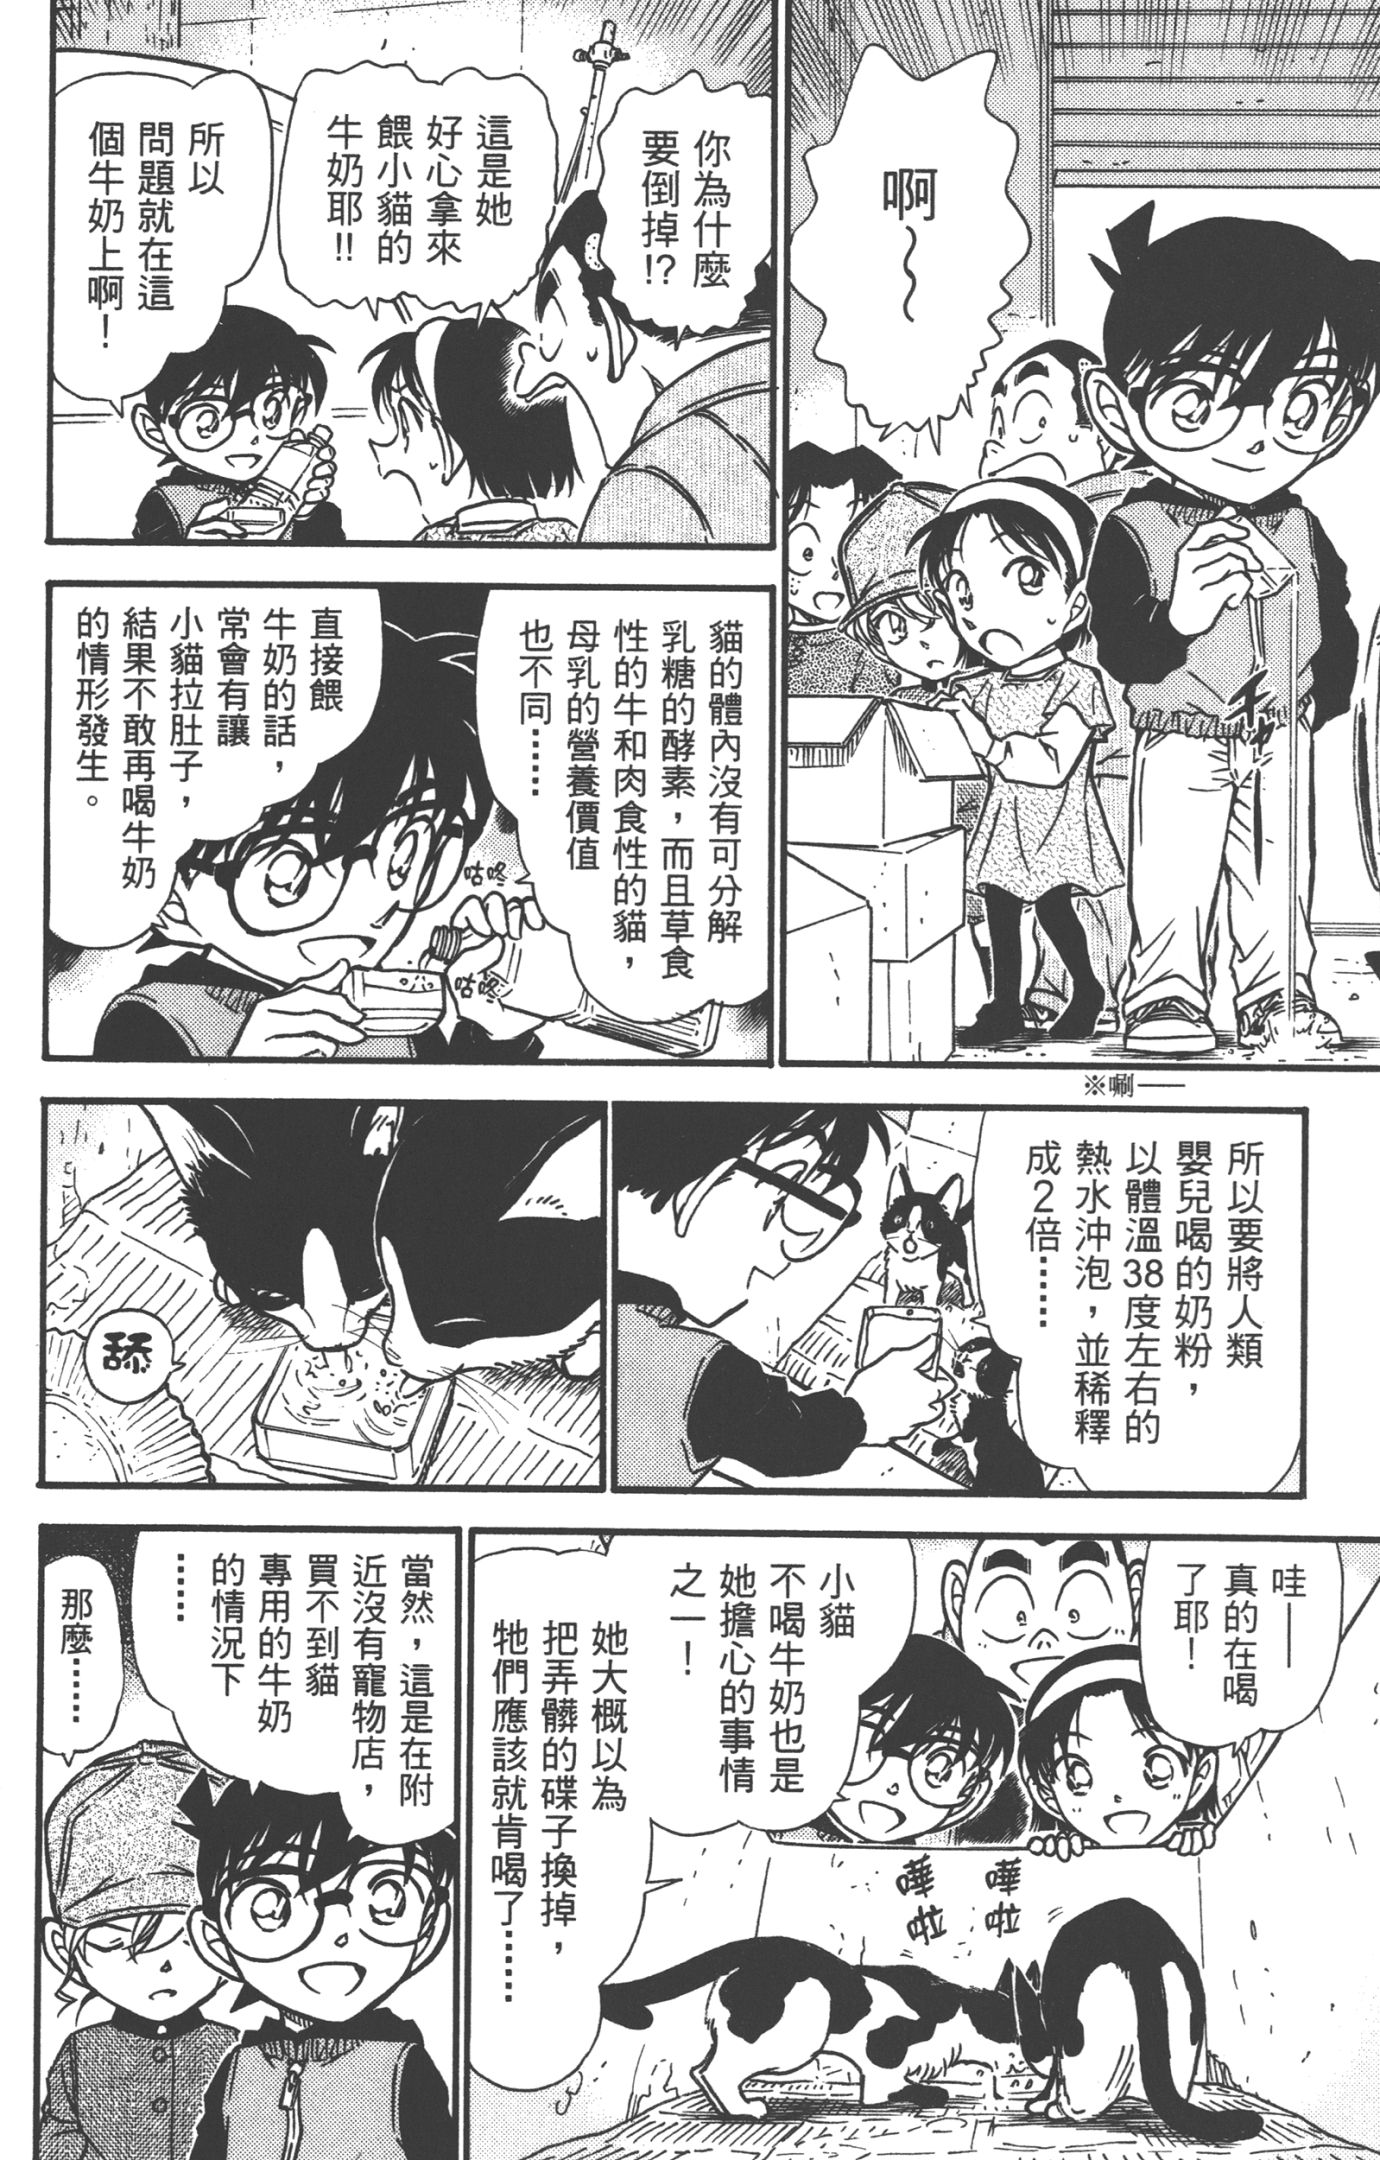 啊～
※唰──
你為什麼
要倒掉!?
這是她
好心拿來
餵小貓的
牛奶耶!!
所以
問題就在這
個牛奶上啊！
貓的體內沒有可分解
乳糖的酵素，而且草食
性的牛和肉食性的貓，
母乳的營養價值
也不同……
咕咚
咕咚
直接餵
牛奶的話，
常會有讓
小貓拉肚子，
結果不敢再喝牛奶
的情形發生。
所以要將人類
嬰兒喝的奶粉，
以體溫38度左右的
熱水沖泡，並稀釋
成2倍……
舔
哇──
真的在喝
了耶！
小貓
不喝牛奶也是
她擔心的事情
之一！
她大概以為
把弄髒的碟子換掉，
牠們應該就肯喝了……
嘩啦
嘩啦
當然，這是在附
近沒有寵物店，
買不到貓
專用的牛奶
的情況下
……
那麼……